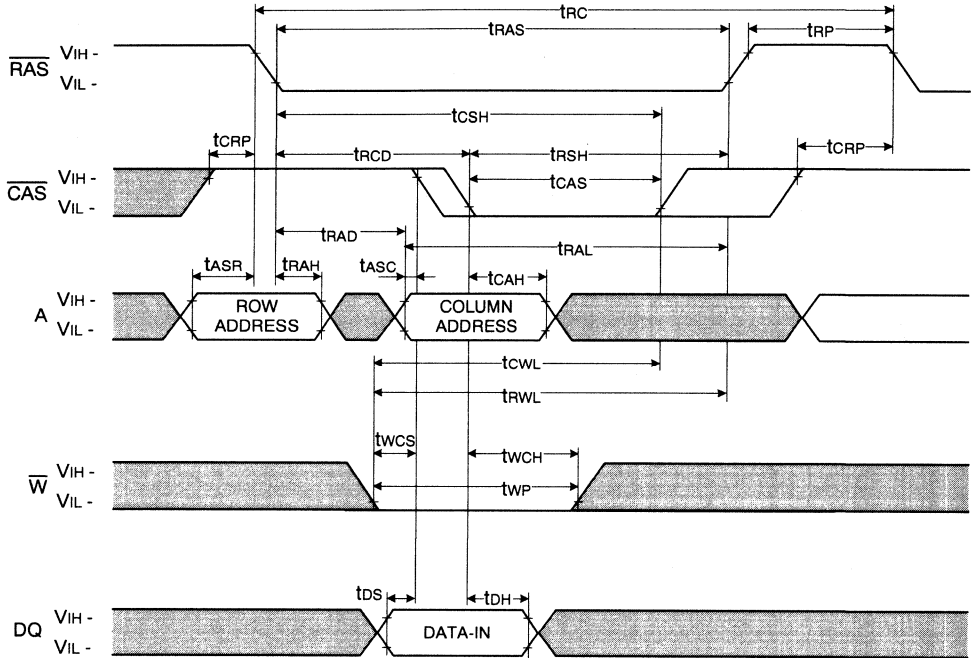 tRC
tRAS
tRP
RAS
VIH -
VIL -
tCSH
tCRP
tRCD
tRSH
tCRP
CAS
VIH -
VIL -
tCAS
tRAD
tRAL
tASR
tRAH
tASC
tCAH
A
VIH -
VIL -
ROW
ADDRESS
COLUMN
ADDRESS
tCWL
tRWL
tWCS
tWCH
W
VIH -
VIL -
tWP
tDS
tDH
DQ
VIH -
VIL -
DATA-IN